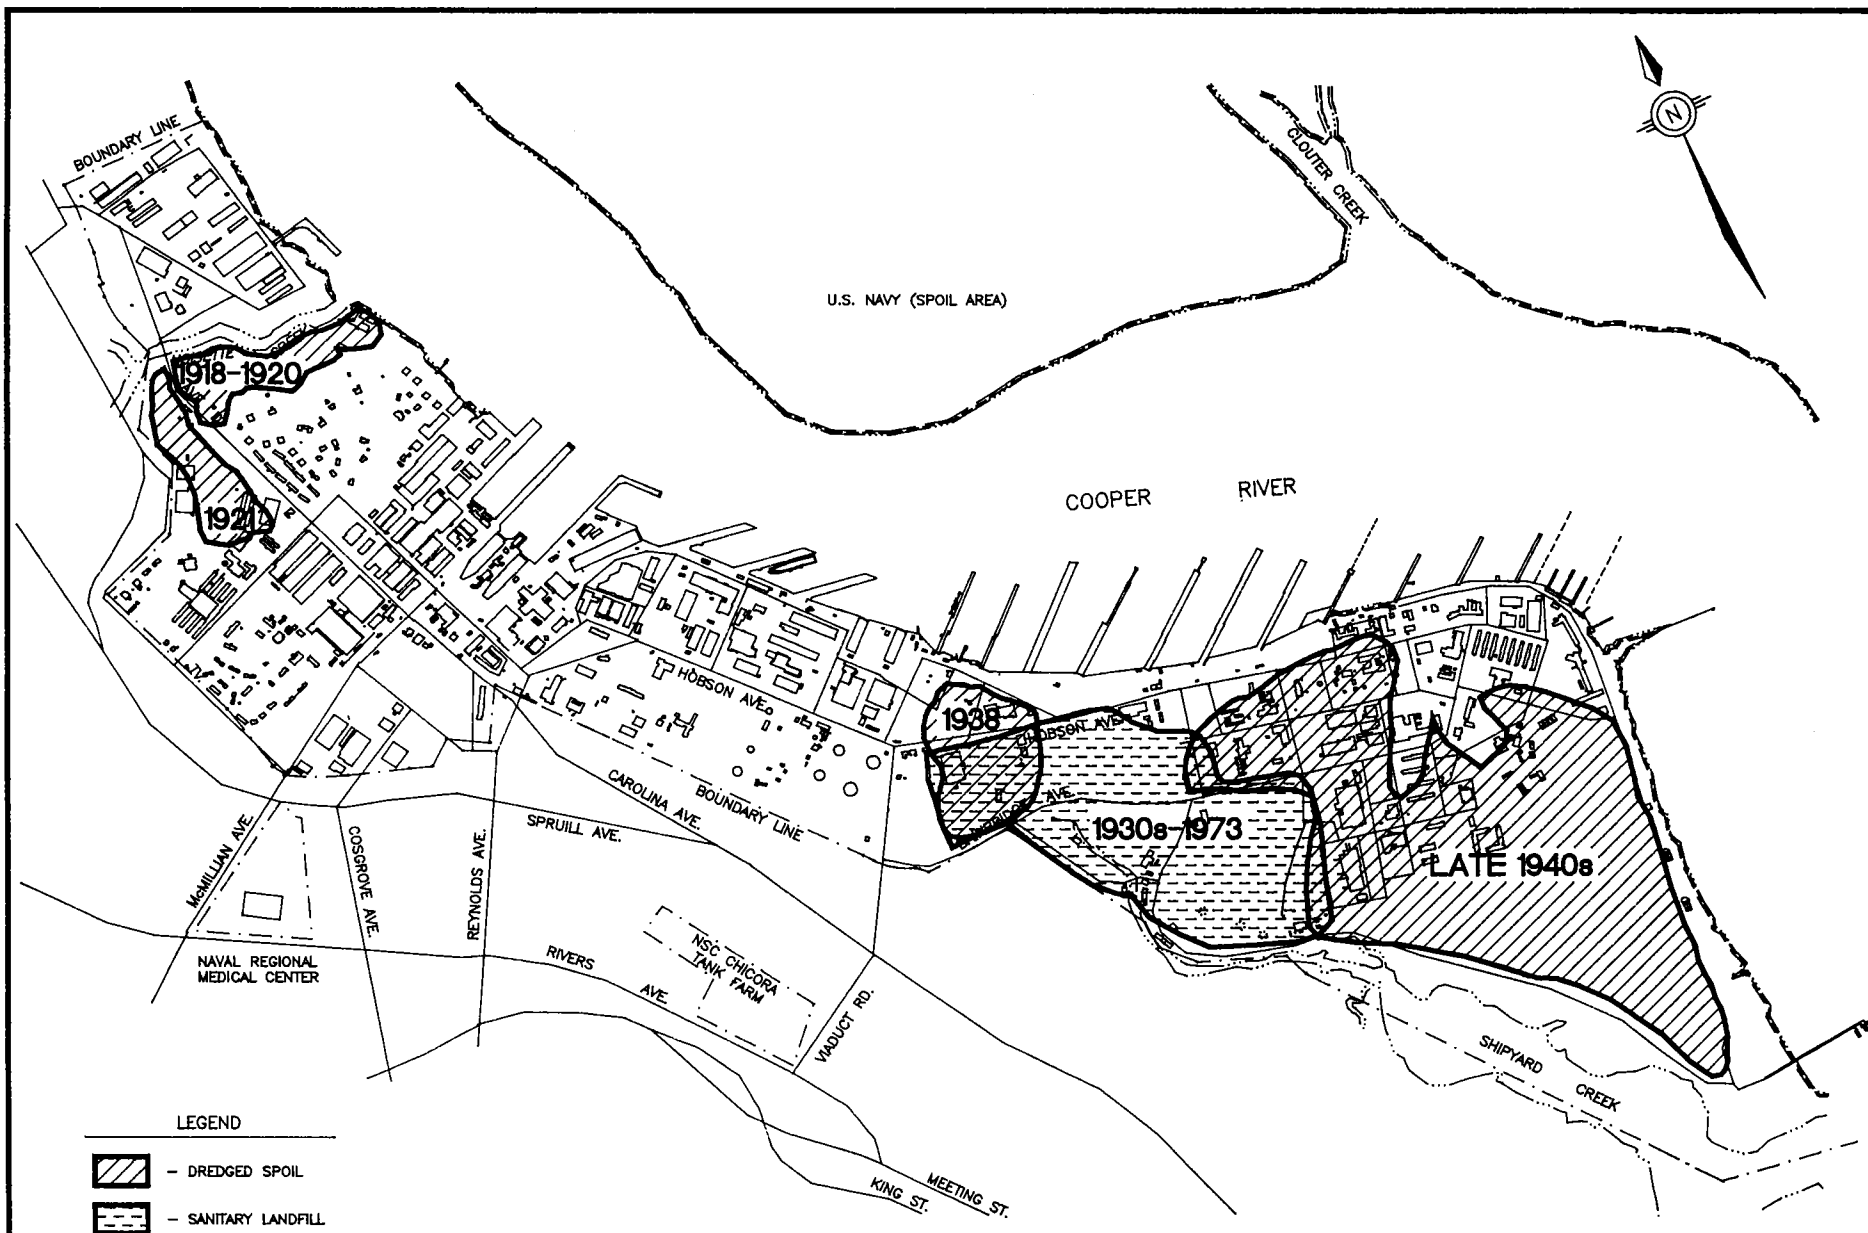 BOUNDARY LINE
N
CLOUTER CREEK
U.S. NAVY (SPOIL AREA)
1918-1920
1921
COOPER RIVER
HOBSON AVE.
1938
HOBSON AVE.
AVE.
CAROLINA AVE.
BOUNDARY LINE
SPRUILL AVE.
1930s-1973
LATE 1940s
McMILLIAN AVE.
COSGROVE AVE.
REYNOLDS AVE.
NAVAL REGIONAL
MEDICAL CENTER
RIVERS AVE.
NSC CHICORA
TANK FARM
VIADUCT RD.
SHIPYARD CREEK
LEGEND
- DREDGED SPOIL
- SANITARY LANDFILL
KING ST.
MEETING ST.